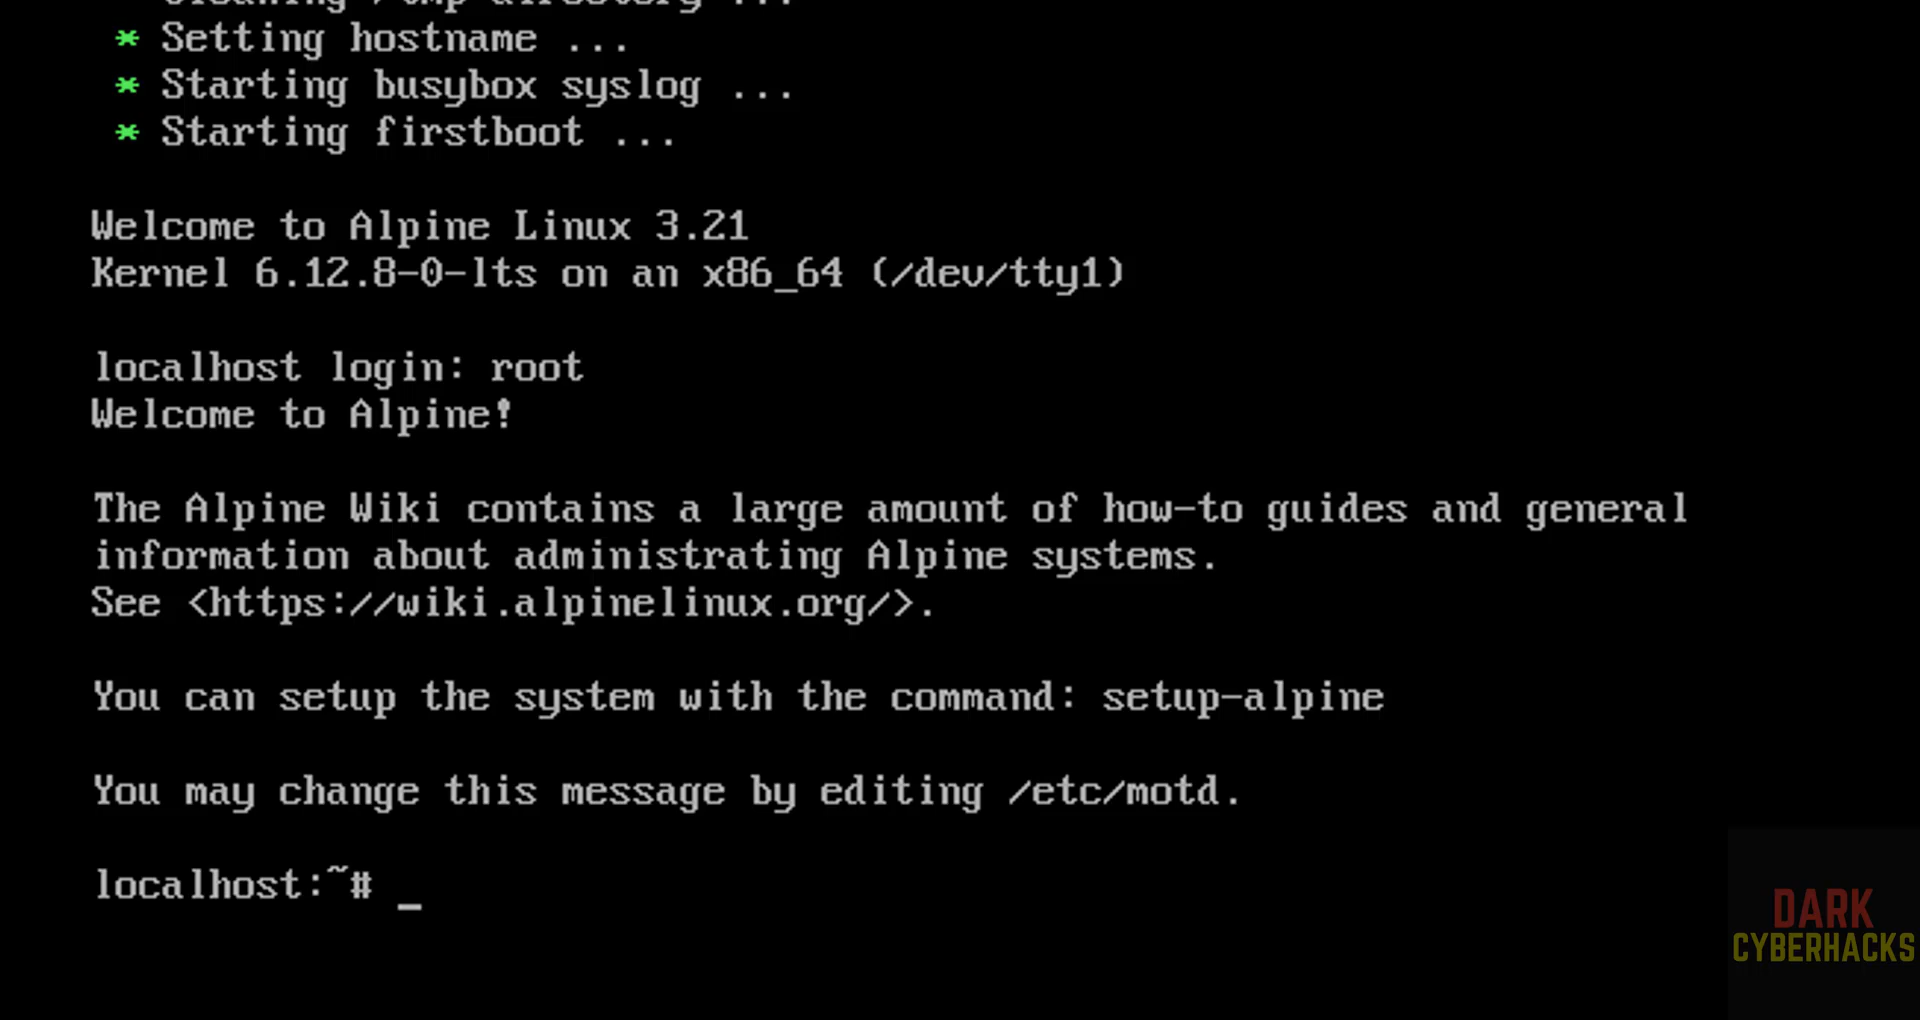 Cleaning /tmp directory ...
* Setting hostname ...
* Starting busybox syslog ...
* Starting firstboot ...
Welcome to Alpine Linux 3.21
Kernel 6.12.8-0-lts on an x86_64 (/dev/tty1)
localhost login: root
Welcome to Alpine!
The Alpine Wiki contains a large amount of how-to guides and general
information about administrating Alpine systems.
See <https://wiki.alpinelinux.org/>.
You can setup the system with the command: setup-alpine
You may change this message by editing /etc/motd.
localhost:~# _
DARK
CYBERHACKS